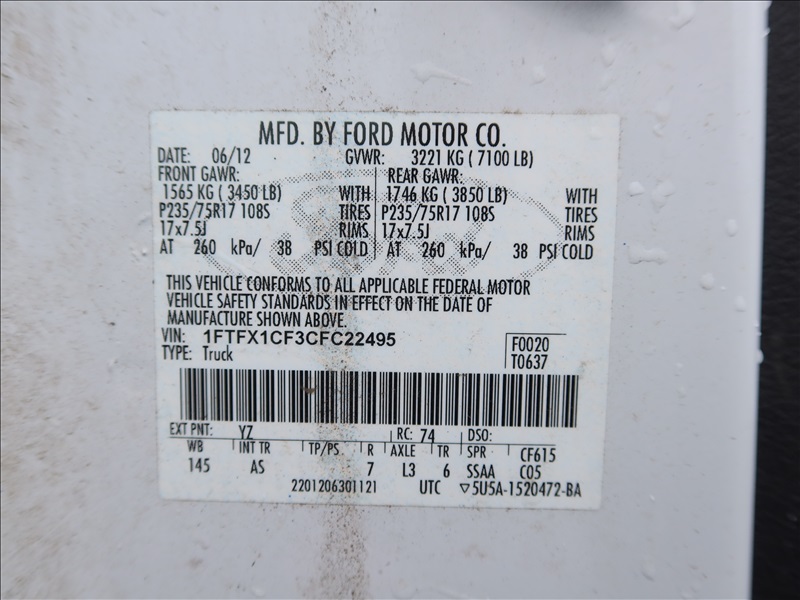 MFD. BY FORD MOTOR CO.
DATE: 06/12 GVWR: 3221 KG ( 7100 LB)
FRONT GAWR: REAR GAWR:
1565 KG ( 3450 LB) WITH 1746 KG ( 3850 LB) WITH
P235/75R17 108S TIRES P235/75R17 108S TIRES
17x7.5J RIMS 17x7.5J RIMS
AT 260 kPa/ 38 PSI COLD AT 260 kPa/ 38 PSI COLD
THIS VEHICLE CONFORMS TO ALL APPLICABLE FEDERAL MOTOR
VEHICLE SAFETY STANDARDS IN EFFECT ON THE DATE OF
MANUFACTURE SHOWN ABOVE.
VIN: 1FTFX1CF3CFC22495 F0020
TYPE: Truck T0637
EXT PNT: YZ RC: 74 DSO:
WB INT TR TP/PS R AXLE TR SPR CF615
145 AS 7 L3 6 SSAA C05
2201206301121 UTC ▽5U5A-1520472-BA